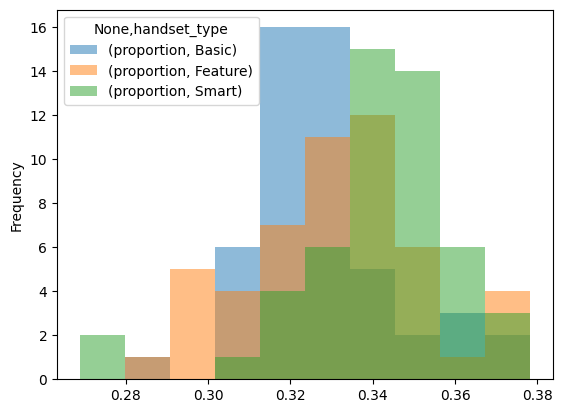 None,handset_type
(proportion, Basic)
(proportion, Feature)
(proportion, Smart)
Frequency
16
14
12
10
8
6
4
2
0
0.28 0.30 0.32 0.34 0.36 0.38